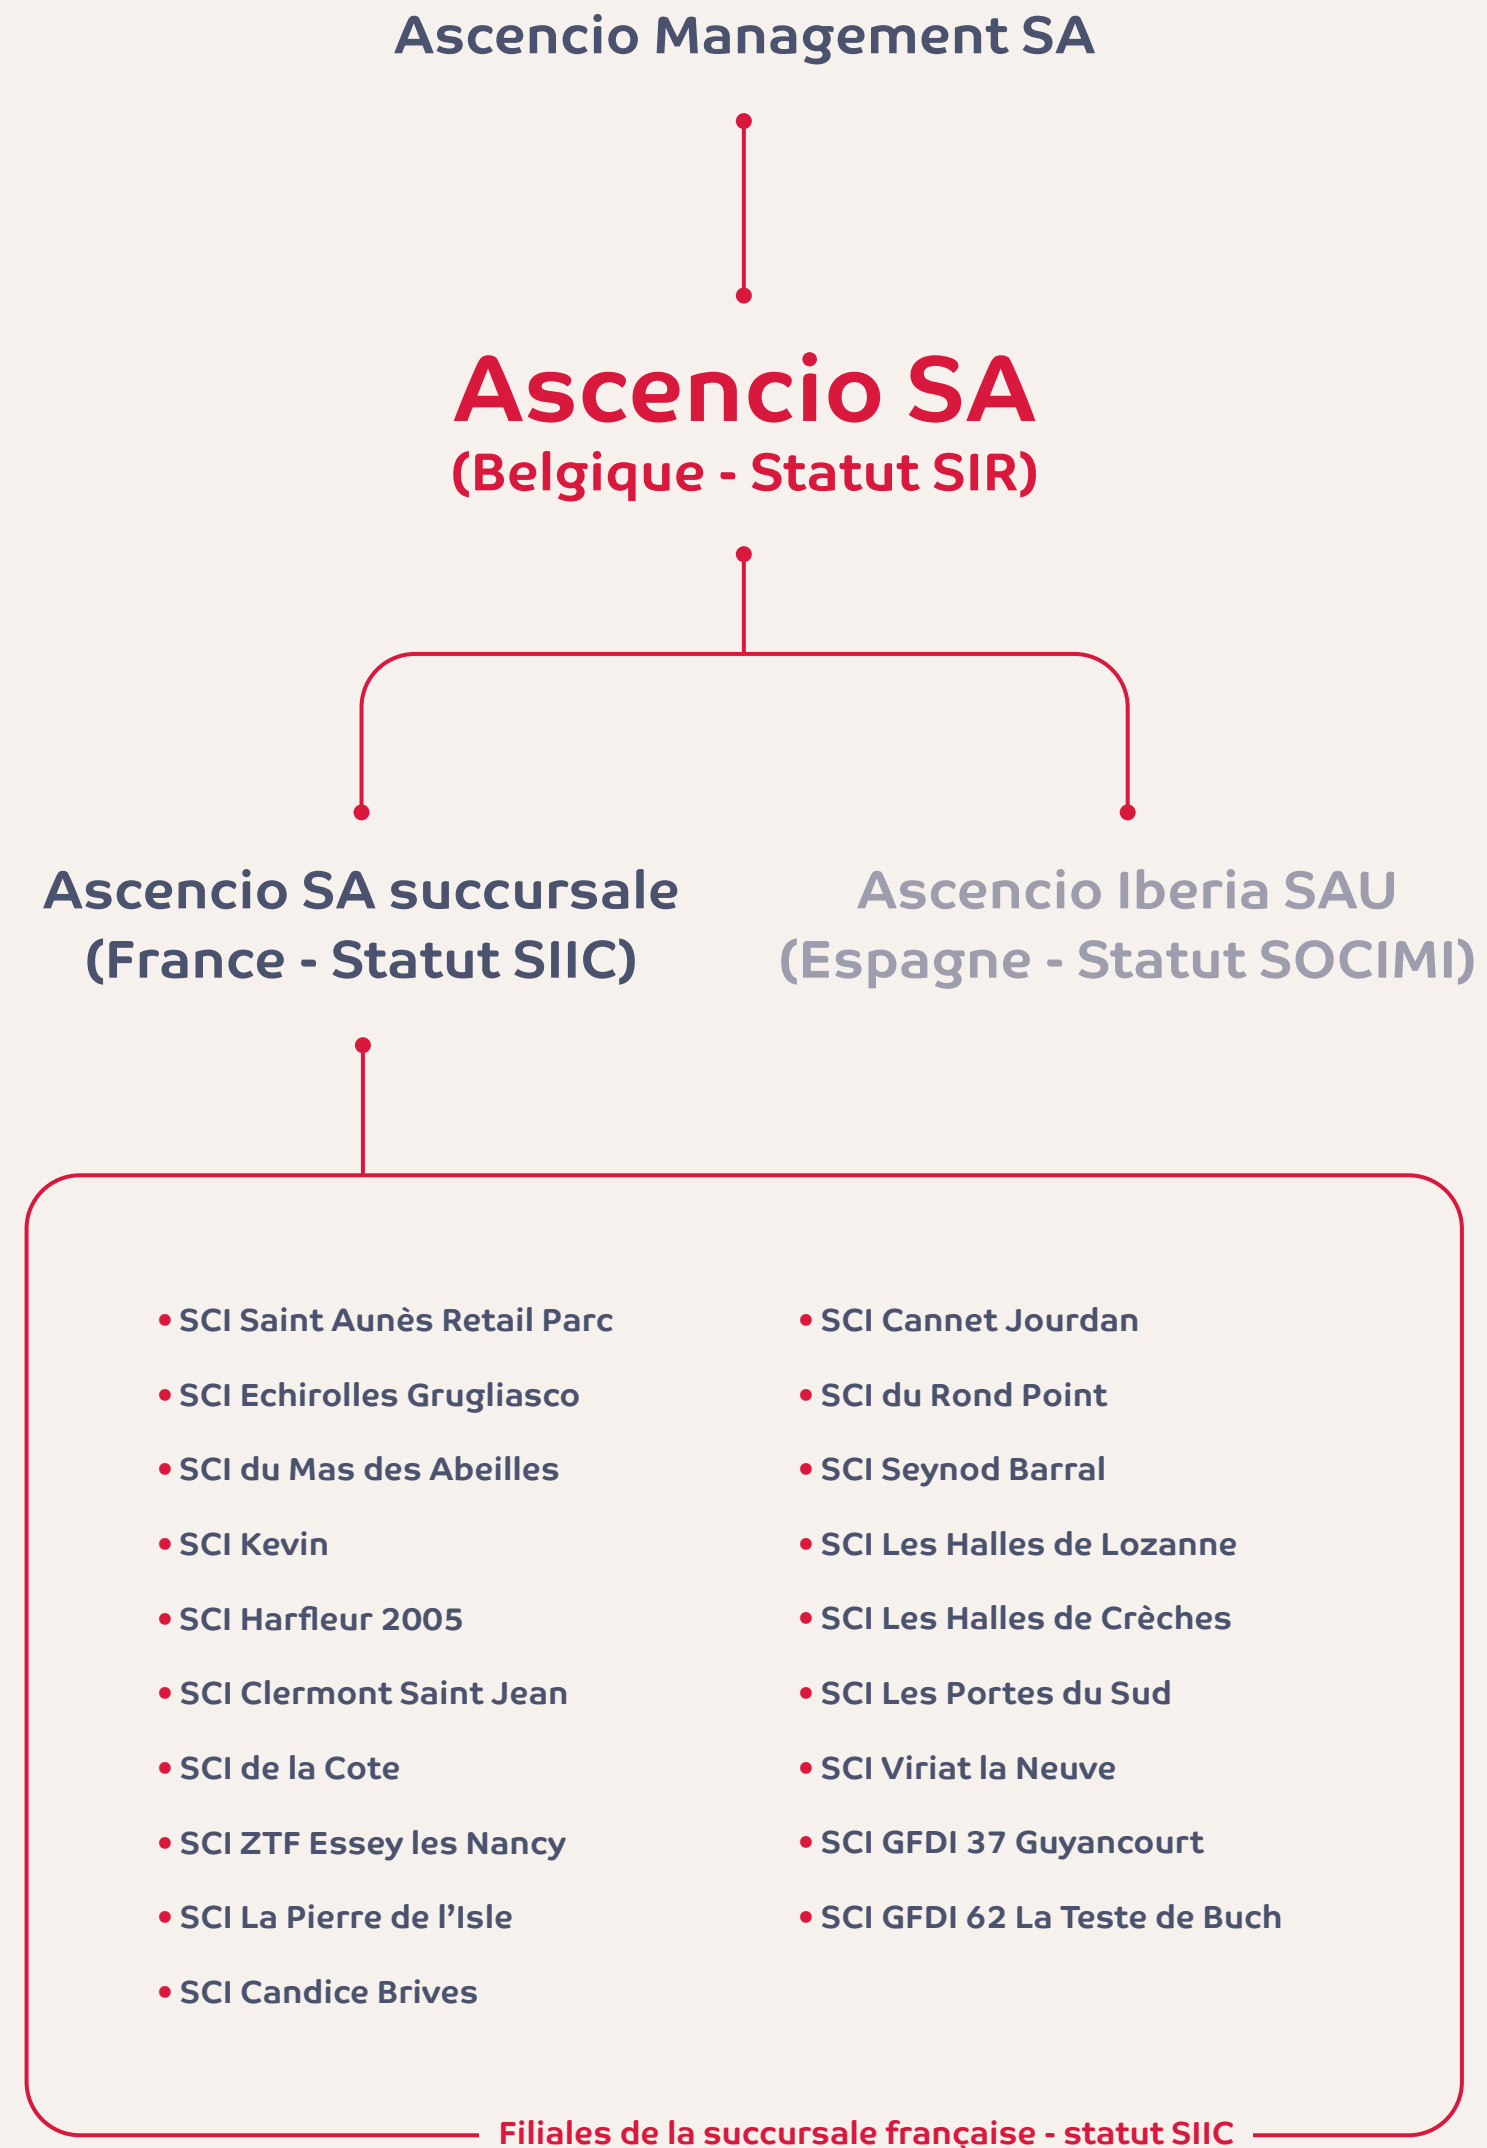 Ascencio Management SA
Ascencio SA
(Belgique - Statut SIR)
Ascencio SA succursale
(France - Statut SIIC)
Ascencio Iberia SAU
(Espagne - Statut SOCIMI)
• SCI Saint Aunès Retail Parc
• SCI Echirolles Grugliasco
• SCI du Mas des Abeilles
• SCI Kevin
• SCI Harfleur 2005
• SCI Clermont Saint Jean
• SCI de la Cote
• SCI ZTF Essey les Nancy
• SCI La Pierre de l’Isle
• SCI Candice Brives
• SCI Cannet Jourdan
• SCI du Rond Point
• SCI Seynod Barral
• SCI Les Halles de Lozanne
• SCI Les Halles de Crèches
• SCI Les Portes du Sud
• SCI Viriat la Neuve
• SCI GFDI 37 Guyancourt
• SCI GFDI 62 La Teste de Buch
Filiales de la succursale française - statut SIIC